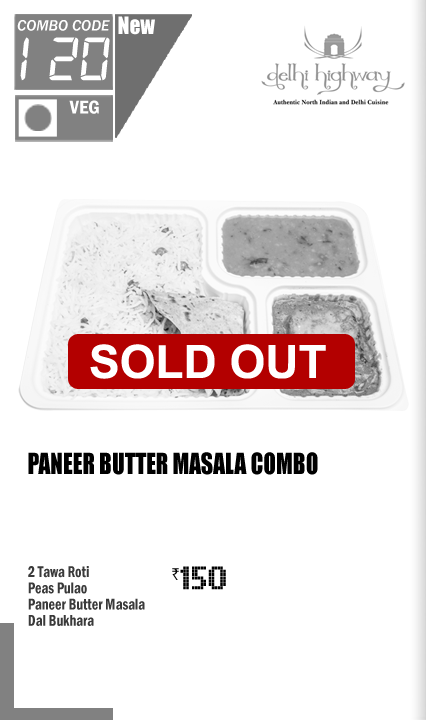 COMBO CODE
New
120
VEG
delhi highway
Authentic North Indian and Delhi Cuisine
SOLD OUT
PANEER BUTTER MASALA COMBO
2 Tawa Roti
₹150
Peas Pulao
Paneer Butter Masala
Dal Bukhara